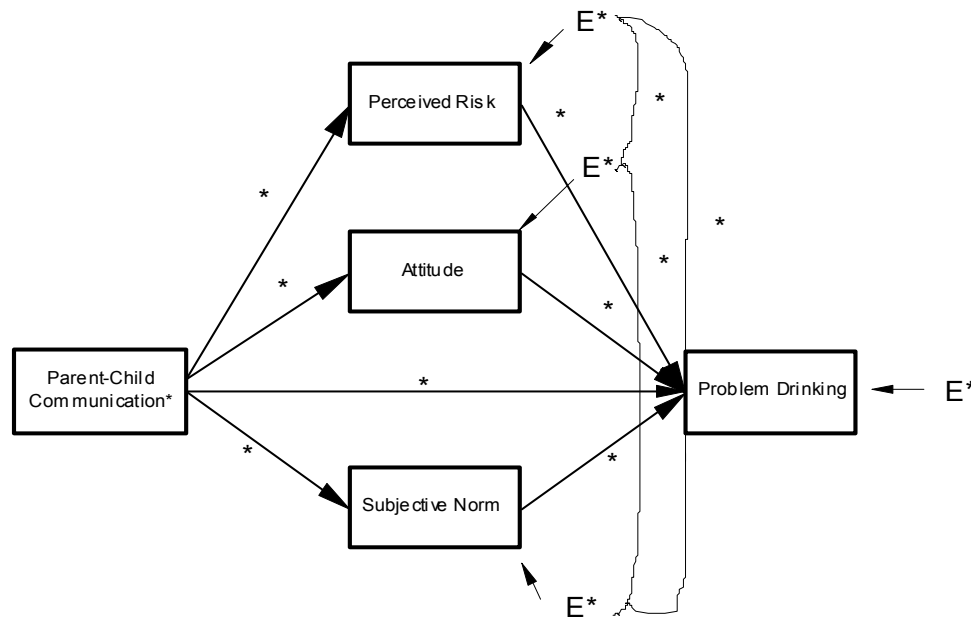 E*
Perceived Risk
*
*
E*
*
*
Attitude
*
*
*
Parent-Child
Communication*
*
Problem Drinking
E*
*
*
Subjective Norm
E*